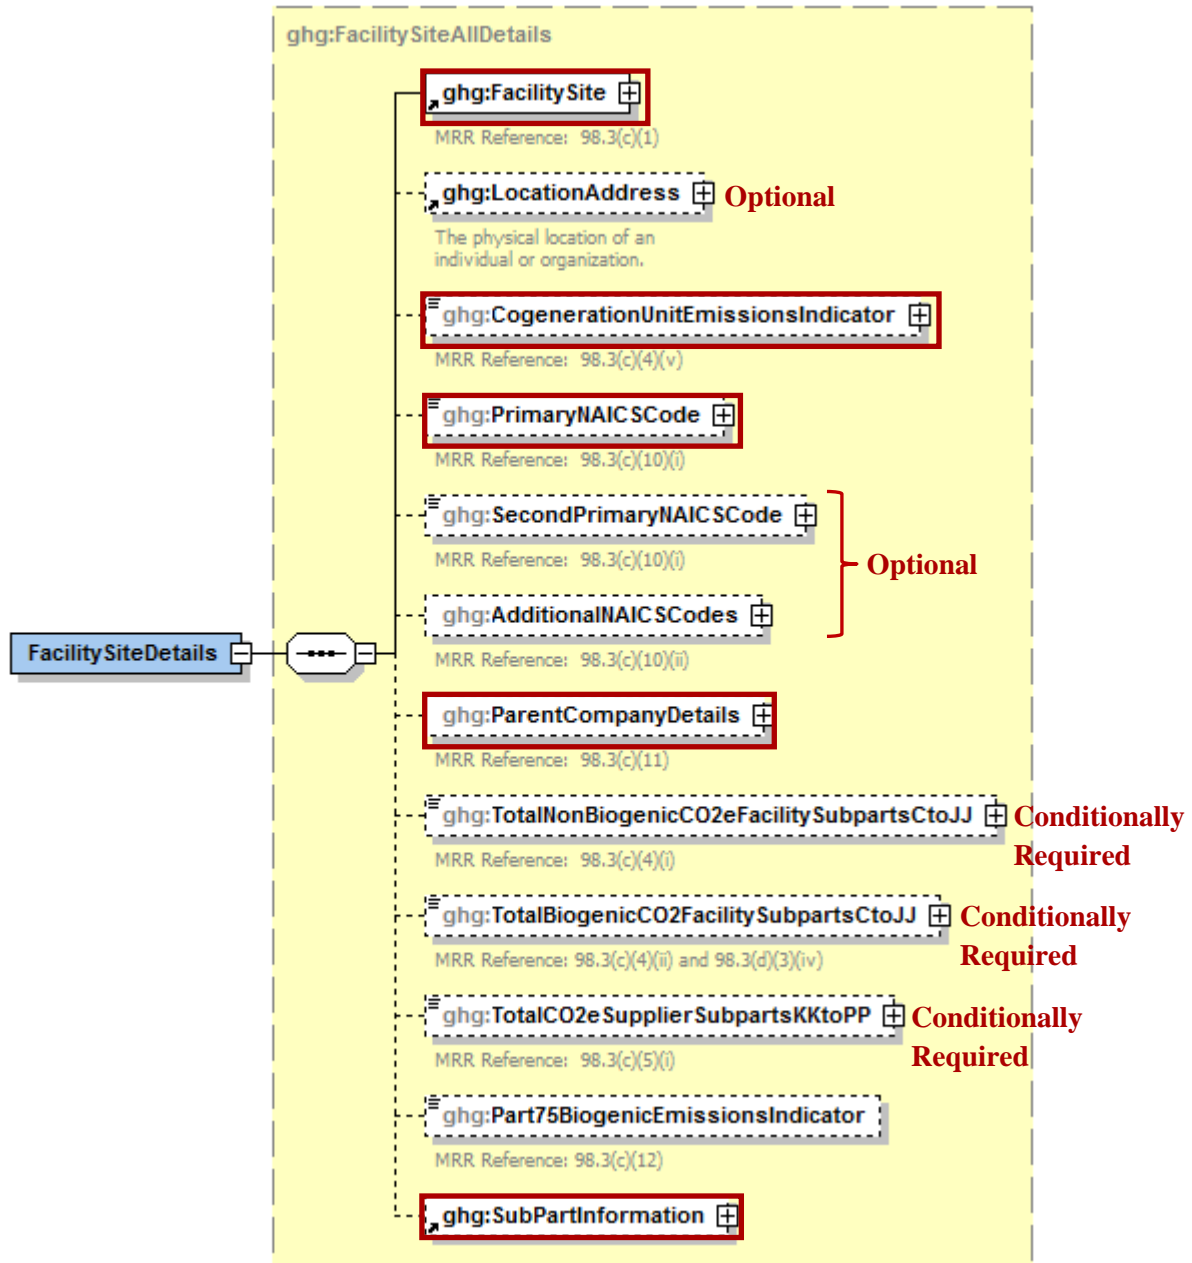 ghg:FacilitySiteAllDetails
ghg:FacilitySite
MRR Reference: 98.3(c)(1)
ghg:LocationAddress
Optional
The physical location of an
individual or organization.
ghg:CogenerationUnitEmissionsIndicator
MRR Reference: 98.3(c)(4)(v)
ghg:PrimaryNAICSCode
MRR Reference: 98.3(c)(10)(i)
ghg:SecondPrimaryNAICSCode
MRR Reference: 98.3(c)(10)(i)
Optional
ghg:AdditionalNAICSCodes
MRR Reference: 98.3(c)(10)(ii)
FacilitySiteDetails
ghg:ParentCompanyDetails
MRR Reference: 98.3(c)(11)
ghg:TotalNonBiogenicCO2eFacilitySubpartsCtoJJ
Conditionally
Required
MRR Reference: 98.3(c)(4)(i)
ghg:TotalBiogenicCO2FacilitySubpartsCtoJJ
Conditionally
Required
MRR Reference: 98.3(c)(4)(ii) and 98.3(d)(3)(iv)
ghg:TotalCO2eSupplierSubpartsKKtoPP
Conditionally
Required
MRR Reference: 98.3(c)(5)(i)
ghg:Part75BiogenicEmissionsIndicator
MRR Reference: 98.3(c)(12)
ghg:SubPartInformation